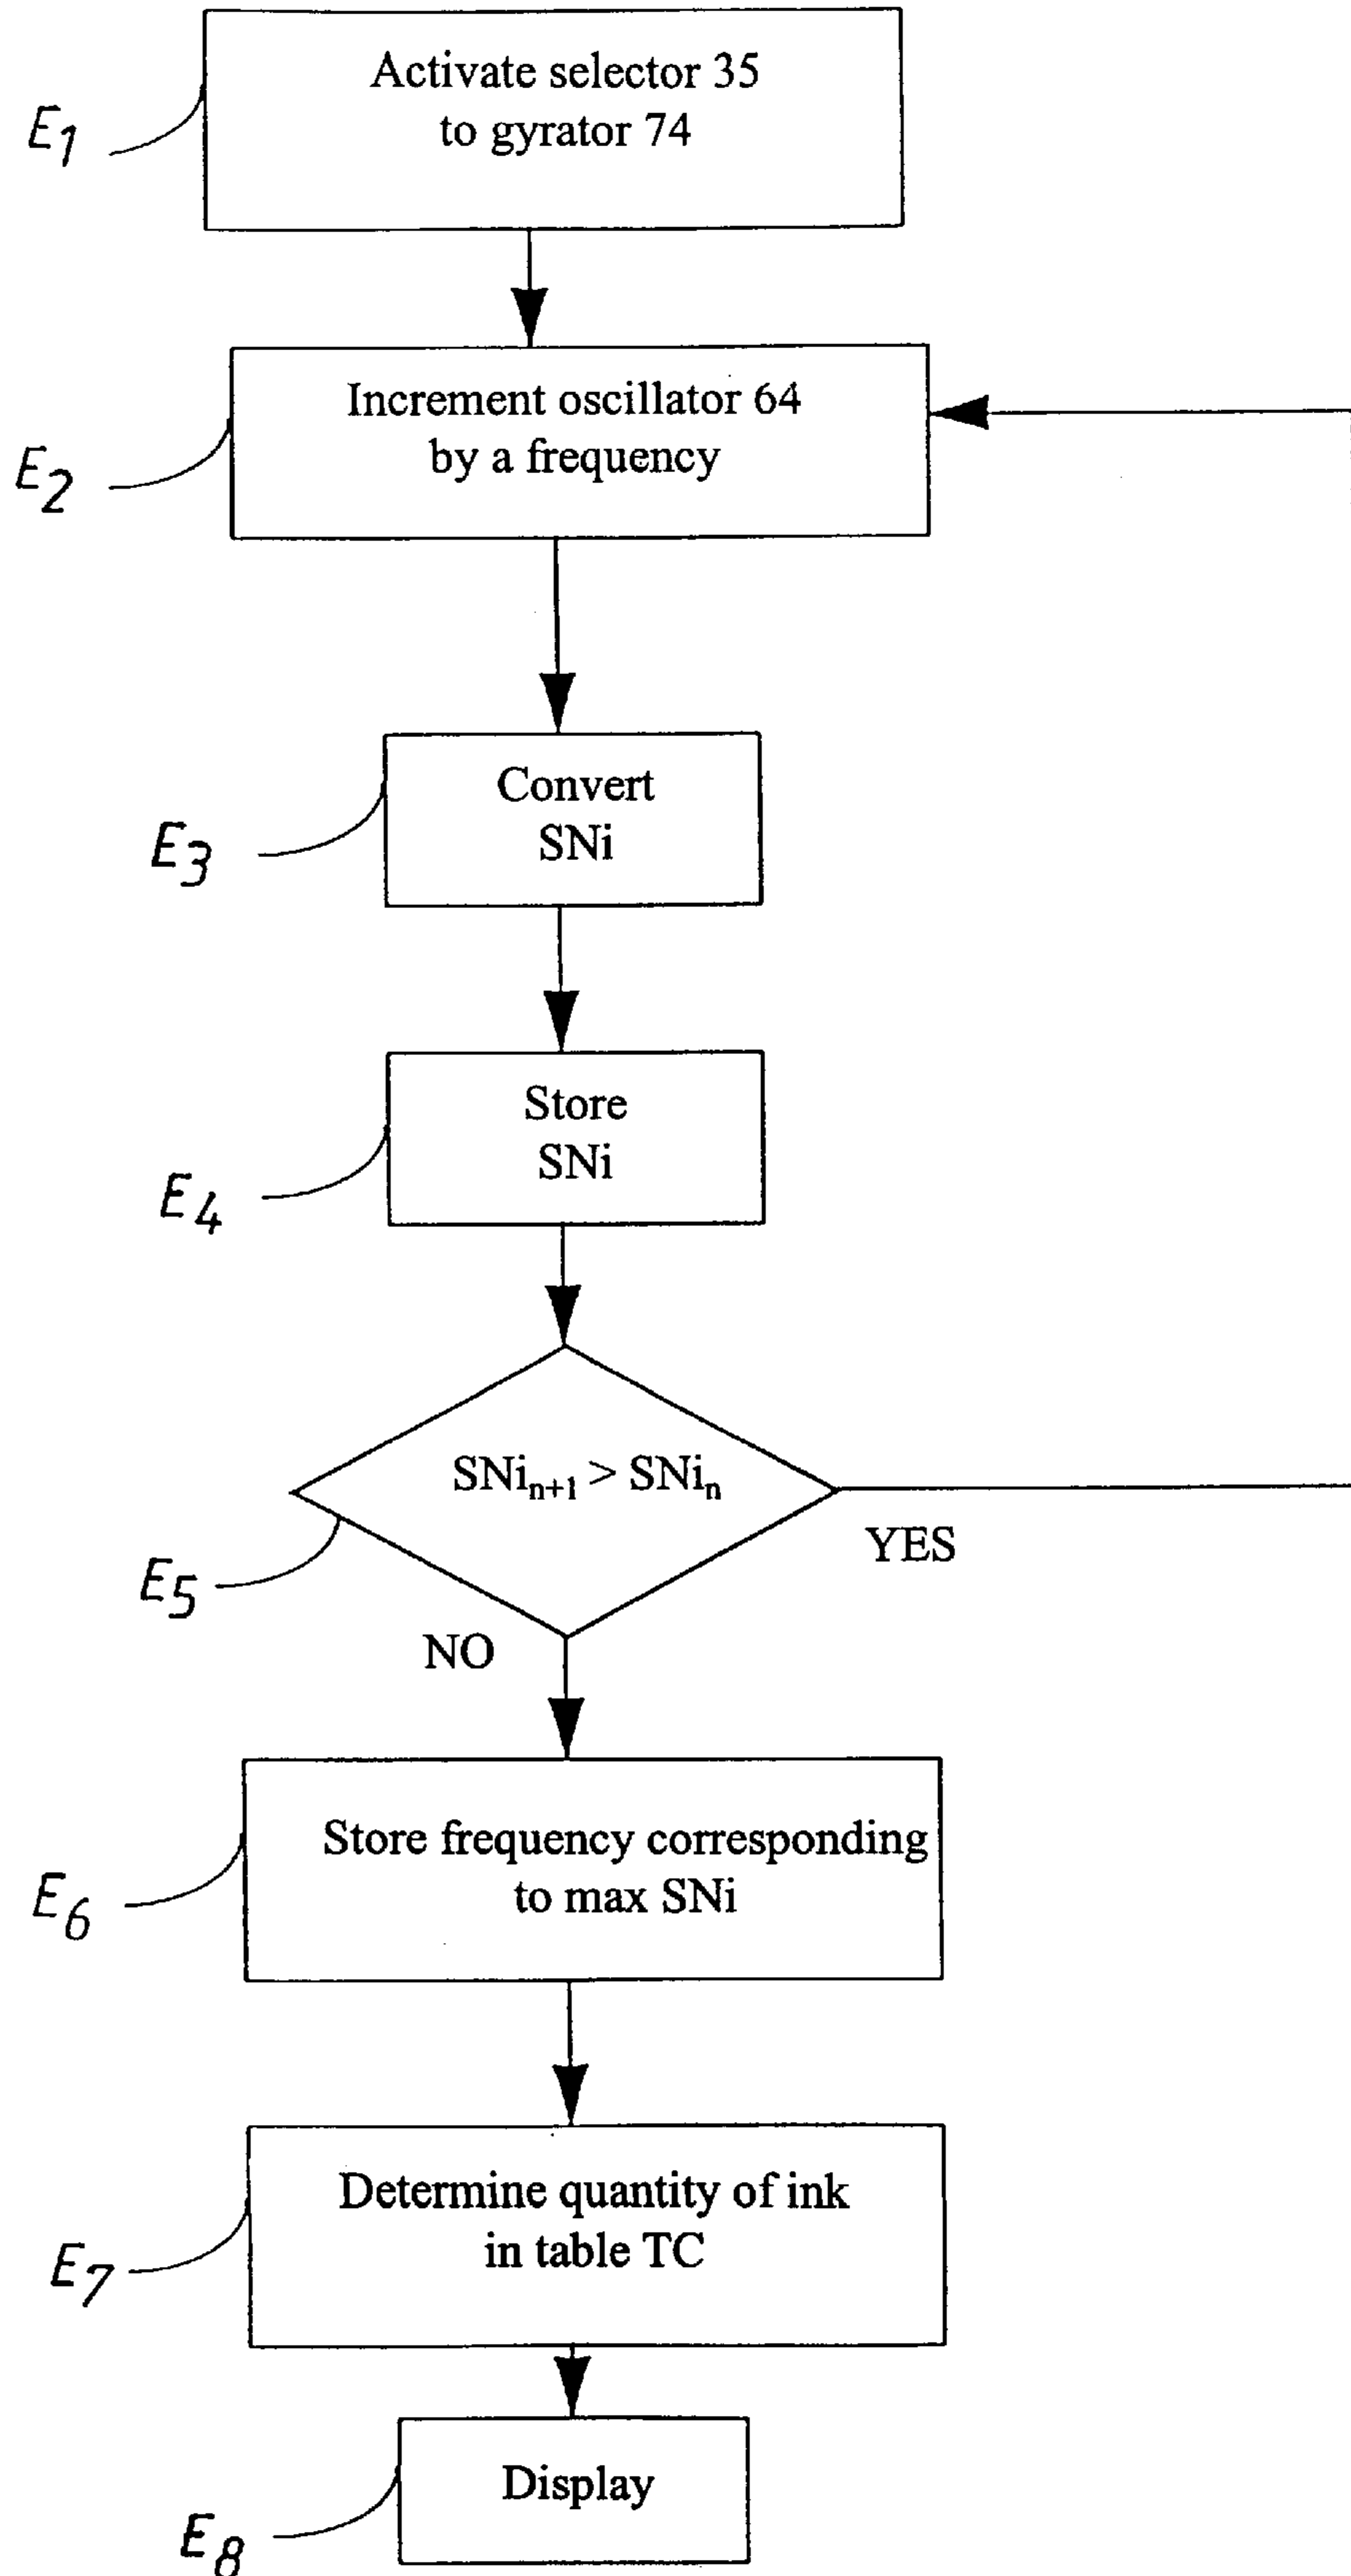 Activate selector 35
to gyrator 74
E1
Increment oscillator 64
by a frequency
E2
Convert
SNi
E3
Store
SNi
E4
SNin+1 > SNin
YES
E5
NO
Store frequency corresponding
to max SNi
E6
Determine quantity of ink
in table TC
E7
Display
E8